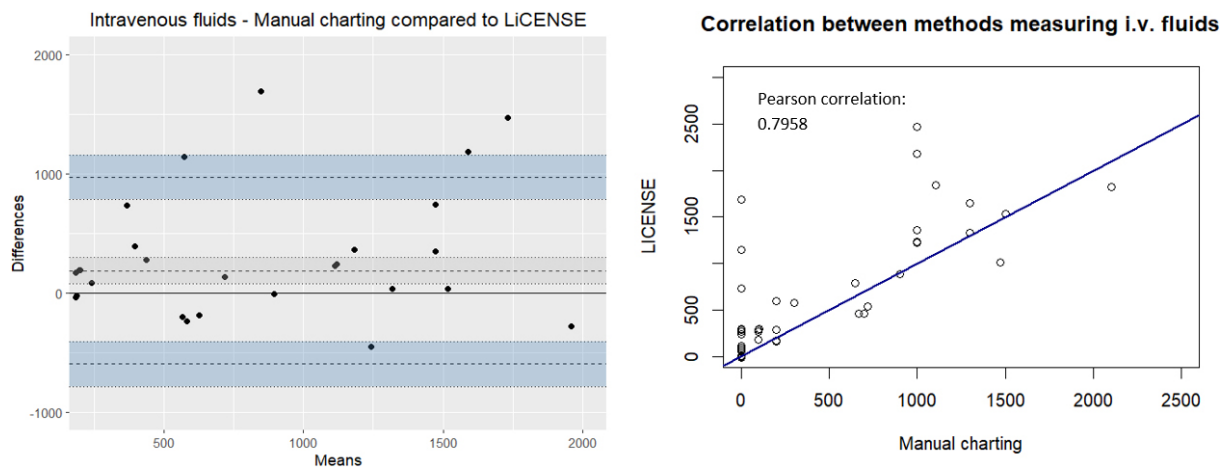 Intravenous fluids - Manual charting compared to LiCENSE
2000
1000
0
-1000
Differences
500
1000
1500
2000
Means
Correlation between methods measuring i.v. fluids
Pearson correlation:
0.7958
2500
1500
500
0
LICENSE
0
500
1000
1500
2000
2500
Manual charting